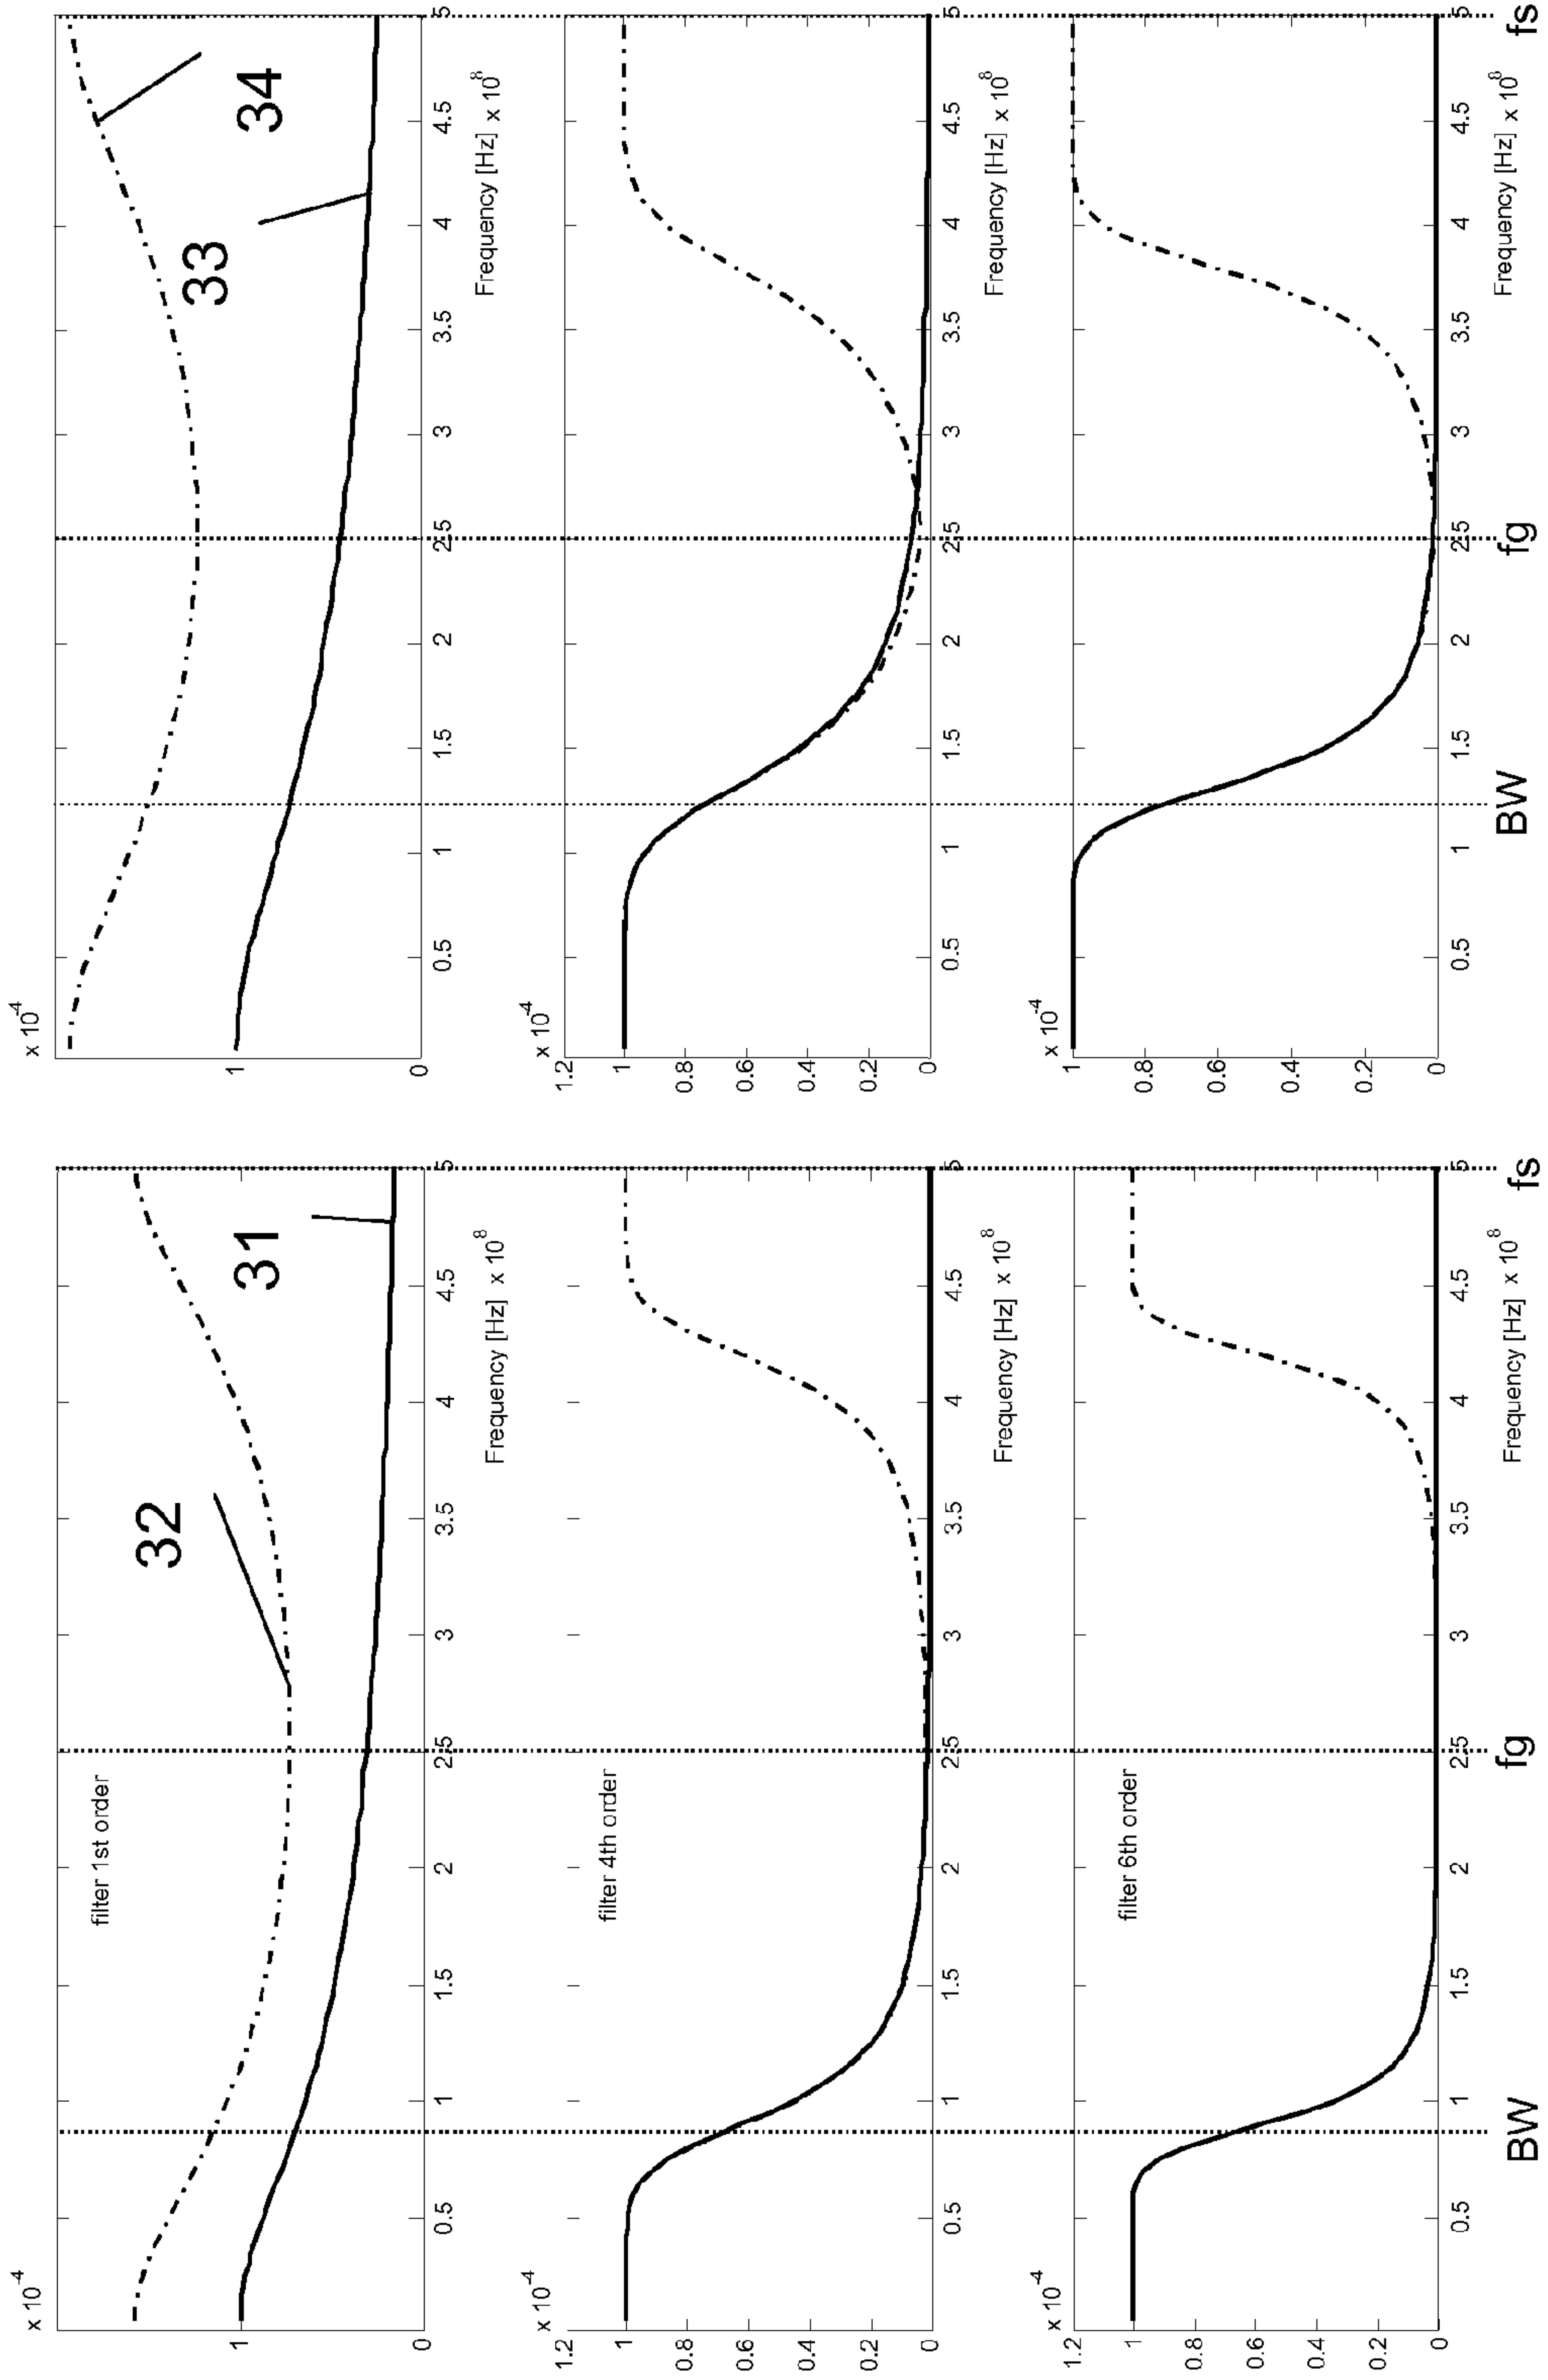 x 10^-4
filter 1st order
32
31
1
0
0.5 1 1.5 2 2.5 3 3.5 4 4.5 5
Frequency [Hz] x 10^8
x 10^-4
34
33
1
0
0.5 1 1.5 2 2.5 3 3.5 4 4.5 5
Frequency [Hz] x 10^8
x 10^-4
filter 4th order
1.2
1
0.8
0.6
0.4
0.2
0
0.5 1 1.5 2 2.5 3 3.5 4 4.5 5
Frequency [Hz] x 10^8
x 10^-4
1.2
1
0.8
0.6
0.4
0.2
0
0.5 1 1.5 2 2.5 3 3.5 4 4.5 5
Frequency [Hz] x 10^8
x 10^-4
filter 6th order
1.2
1
0.8
0.6
0.4
0.2
0
0.5 1 1.5 2 2.5 3 3.5 4 4.5 5
Frequency [Hz] x 10^8
BW fg fs
x 10^-4
1
0.8
0.6
0.4
0.2
0
0.5 1 1.5 2 2.5 3 3.5 4 4.5 5
Frequency [Hz] x 10^8
BW fg fs